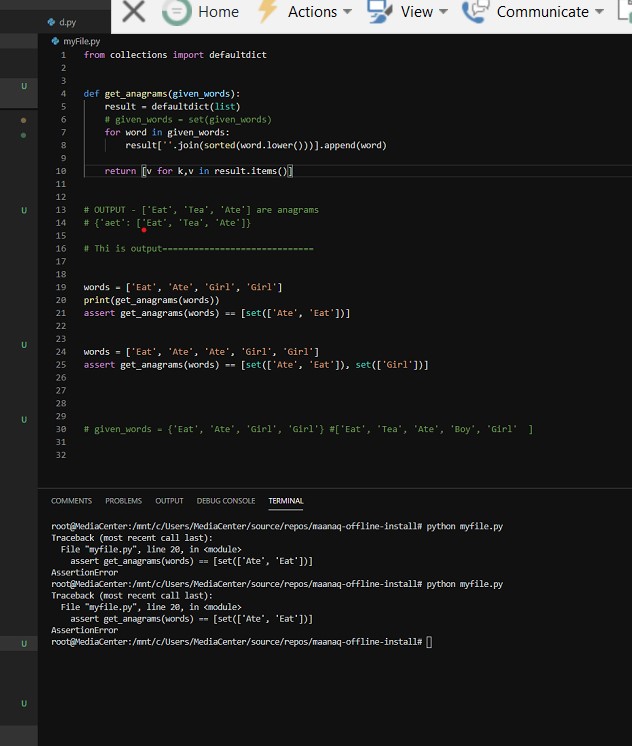 d.py
Home
Actions
View
Communicate
myFile.py
1 from collections import defaultdict
2
3
4 def get_anagrams(given_words):
5 result = defaultdict(list)
6 # given_words = set(given_words)
7 for word in given_words:
8 result[''.join(sorted(word.lower()))].append(word)
9
10 return [v for k,v in result.items()]
11
12
13 # OUTPUT - ['Eat', 'Tea', 'Ate'] are anagrams
14 # {'aet': ['Eat', 'Tea', 'Ate']}
15
16 # Thi is output=============================
17
18
19 words = ['Eat', 'Ate', 'Girl', 'Girl']
20 print(get_anagrams(words))
21 assert get_anagrams(words) == [set(['Ate', 'Eat'])]
22
23
24 words = ['Eat', 'Ate', 'Ate', 'Girl', 'Girl']
25 assert get_anagrams(words) == [set(['Ate', 'Eat']), set(['Girl'])]
26
27
28
29
30 # given_words = {'Eat', 'Ate', 'Girl', 'Girl'} #['Eat', 'Tea', 'Ate', 'Boy', 'Girl' ]
31
32
U
U
U
U
U
U
COMMENTS PROBLEMS OUTPUT DEBUG CONSOLE TERMINAL
root@MediaCenter:/mnt/c/Users/MediaCenter/source/repos/maanaq-offline-install# python myfile.py
Traceback (most recent call last):
File "myfile.py", line 20, in <module>
assert get_anagrams(words) == [set(['Ate', 'Eat'])]
AssertionError
root@MediaCenter:/mnt/c/Users/MediaCenter/source/repos/maanaq-offline-install# python myfile.py
Traceback (most recent call last):
File "myfile.py", line 20, in <module>
assert get_anagrams(words) == [set(['Ate', 'Eat'])]
AssertionError
root@MediaCenter:/mnt/c/Users/MediaCenter/source/repos/maanaq-offline-install#